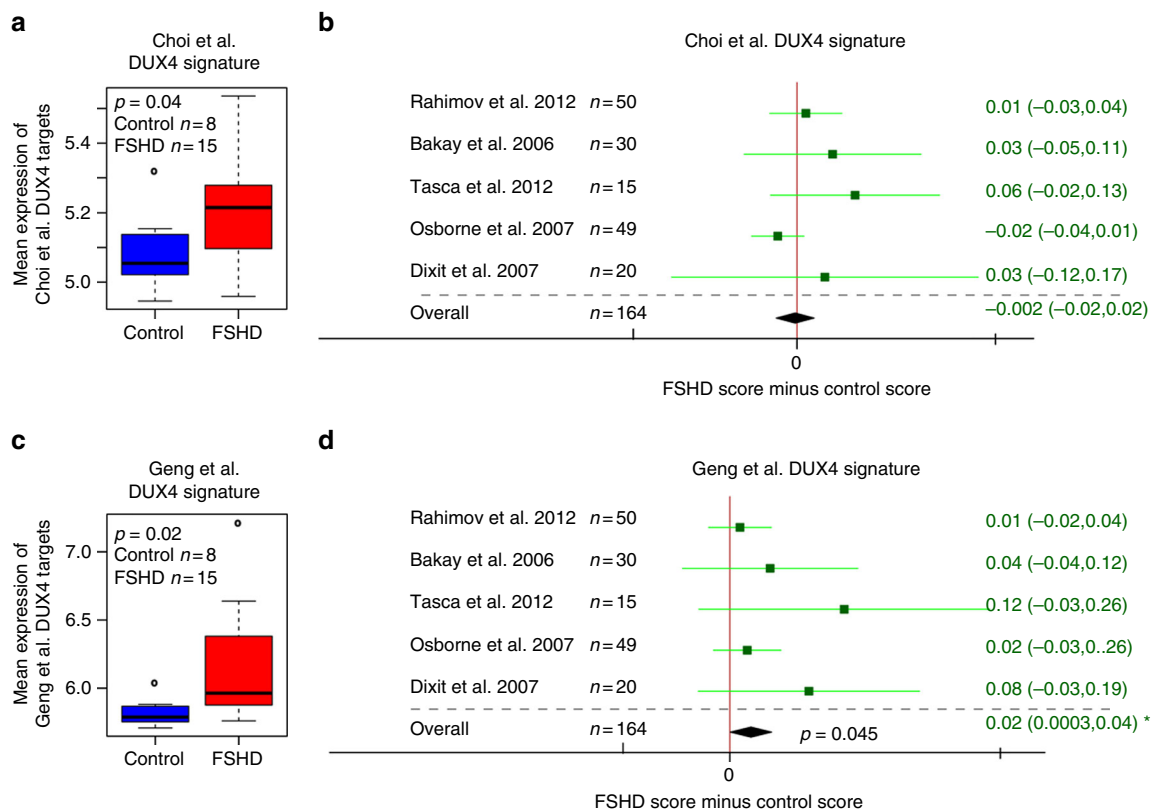 a
Choi et al.
DUX4 signature
Mean expression of
Choi et al. DUX4 targets
p = 0.04
Control n=8
FSHD n=15
5.4
5.2
5.0
Control
FSHD
b
Choi et al. DUX4 signature
Rahimov et al. 2012 n=50 0.01 (−0.03,0.04)
Bakay et al. 2006 n=30 0.03 (−0.05,0.11)
Tasca et al. 2012 n=15 0.06 (−0.02,0.13)
Osborne et al. 2007 n=49 −0.02 (−0.04,0.01)
Dixit et al. 2007 n=20 0.03 (−0.12,0.17)
Overall n=164 −0.002 (−0.02,0.02)
0
FSHD score minus control score
c
Geng et al.
DUX4 signature
Mean expression of
Geng et al. DUX4 targets
p = 0.02
Control n=8
FSHD n=15
7.0
6.5
6.0
Control
FSHD
d
Geng et al. DUX4 signature
Rahimov et al. 2012 n=50 0.01 (−0.02,0.04)
Bakay et al. 2006 n=30 0.04 (−0.04,0.12)
Tasca et al. 2012 n=15 0.12 (−0.03,0.26)
Osborne et al. 2007 n=49 0.02 (−0.03,0..26)
Dixit et al. 2007 n=20 0.08 (−0.03,0.19)
Overall n=164 p = 0.045 0.02 (0.0003,0.04) *
0
FSHD score minus control score